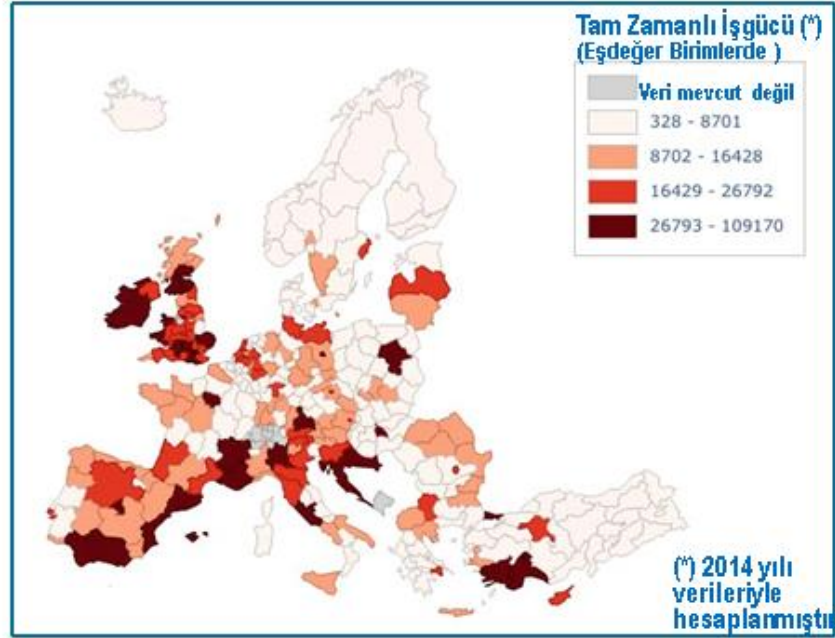 Tam Zamanlı İşgücü (*)
(Eşdeğer Birimlerde )
Veri mevcut değil
328 - 8701
8702 - 16428
16429 - 26792
26793 - 109170
(*) 2014 yılı
verileriyle
hesaplanmıştı